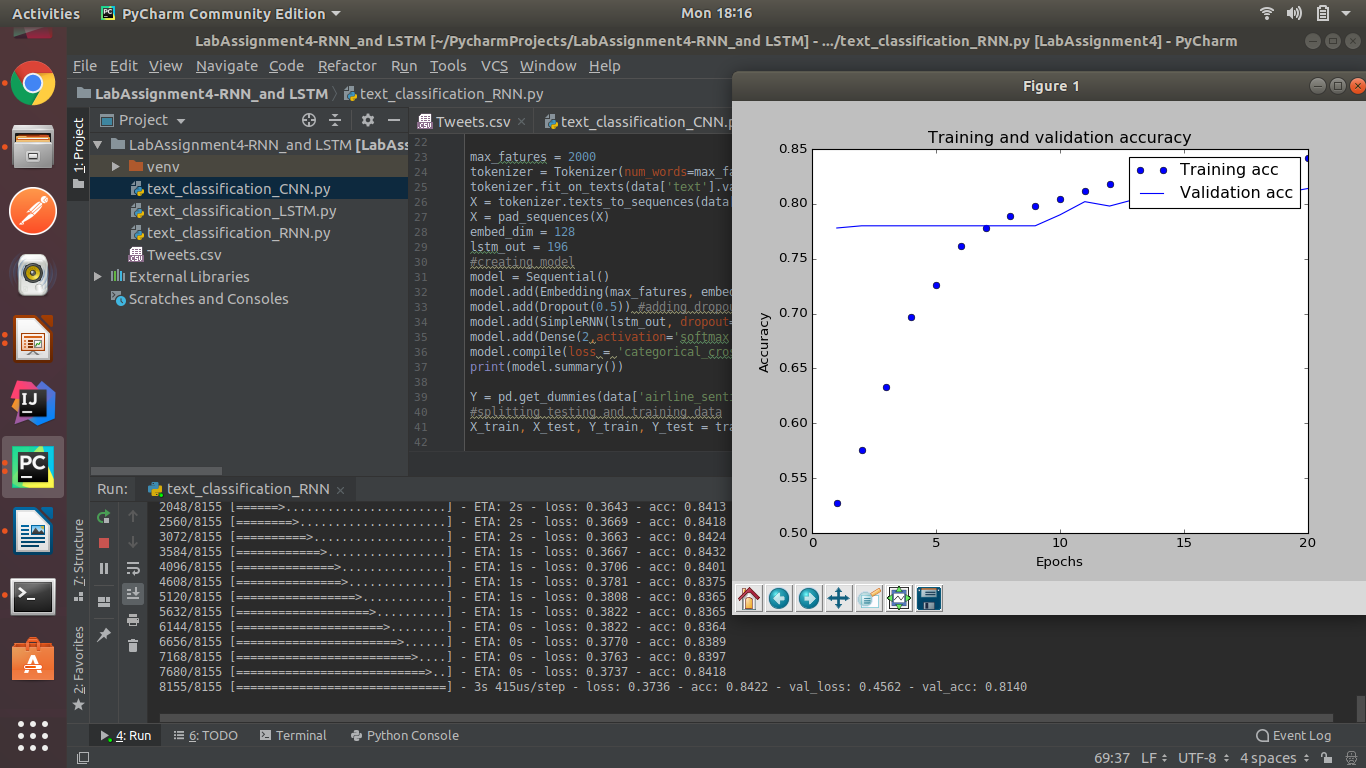 Activities PyCharm Community Edition Mon 18:16
LabAssignment4-RNN_and LSTM [~/PycharmProjects/LabAssignment4-RNN_and LSTM] - .../text_classification_RNN.py [LabAssignment4] - PyCharm
File Edit View Navigate Code Refactor Run Tools VCS Window Help
LabAssignment4-RNN_and LSTM text_classification_RNN.py
1: Project
Project
LabAssignment4-RNN_and LSTM [LabAs
venv
text_classification_CNN.py
text_classification_LSTM.py
text_classification_RNN.py
Tweets.csv
External Libraries
Scratches and Consoles
Tweets.csv text_classification_CNN.p
22
23 max_fatures = 2000
24 tokenizer = Tokenizer(num_words=max_fa
25 tokenizer.fit_on_texts(data['text'].va
26 X = tokenizer.texts_to_sequences(data[
27 X = pad_sequences(X)
28 embed_dim = 128
29 lstm_out = 196
30 #creating model
31 model = Sequential()
32 model.add(Embedding(max_fatures, embed
33 model.add(Dropout(0.5)) #adding dropou
34 model.add(SimpleRNN(lstm_out, dropout=
35 model.add(Dense(2,activation='softmax'
36 model.compile(loss = 'categorical_cros
37 print(model.summary())
38
39 Y = pd.get_dummies(data['airline_senti
40 #splitting testing and training data
41 X_train, X_test, Y_train, Y_test = tra
42
Figure 1
Training and validation accuracy
Training acc
Validation acc
Accuracy
0.85
0.80
0.75
0.70
0.65
0.60
0.55
0.50
0 5 10 15 20
Epochs
Run: text_classification_RNN
2048/8155 [======>.......................] - ETA: 2s - loss: 0.3643 - acc: 0.8413
2560/8155 [========>.....................] - ETA: 2s - loss: 0.3669 - acc: 0.8418
3072/8155 [==========>...................] - ETA: 2s - loss: 0.3663 - acc: 0.8424
3584/8155 [============>.................] - ETA: 1s - loss: 0.3667 - acc: 0.8432
4096/8155 [==============>...............] - ETA: 1s - loss: 0.3706 - acc: 0.8401
4608/8155 [===============>..............] - ETA: 1s - loss: 0.3781 - acc: 0.8375
5120/8155 [=================>............] - ETA: 1s - loss: 0.3808 - acc: 0.8365
5632/8155 [===================>..........] - ETA: 1s - loss: 0.3822 - acc: 0.8365
6144/8155 [=====================>........] - ETA: 0s - loss: 0.3822 - acc: 0.8364
6656/8155 [=======================>......] - ETA: 0s - loss: 0.3770 - acc: 0.8389
7168/8155 [=========================>....] - ETA: 0s - loss: 0.3763 - acc: 0.8397
7680/8155 [===========================>..] - ETA: 0s - loss: 0.3737 - acc: 0.8418
8155/8155 [==============================] - 3s 415us/step - loss: 0.3736 - acc: 0.8422 - val_loss: 0.4562 - val_acc: 0.8140
7: Structure
2: Favorites
4: Run 6: TODO Terminal Python Console Event Log
69:37 LF UTF-8 4 spaces